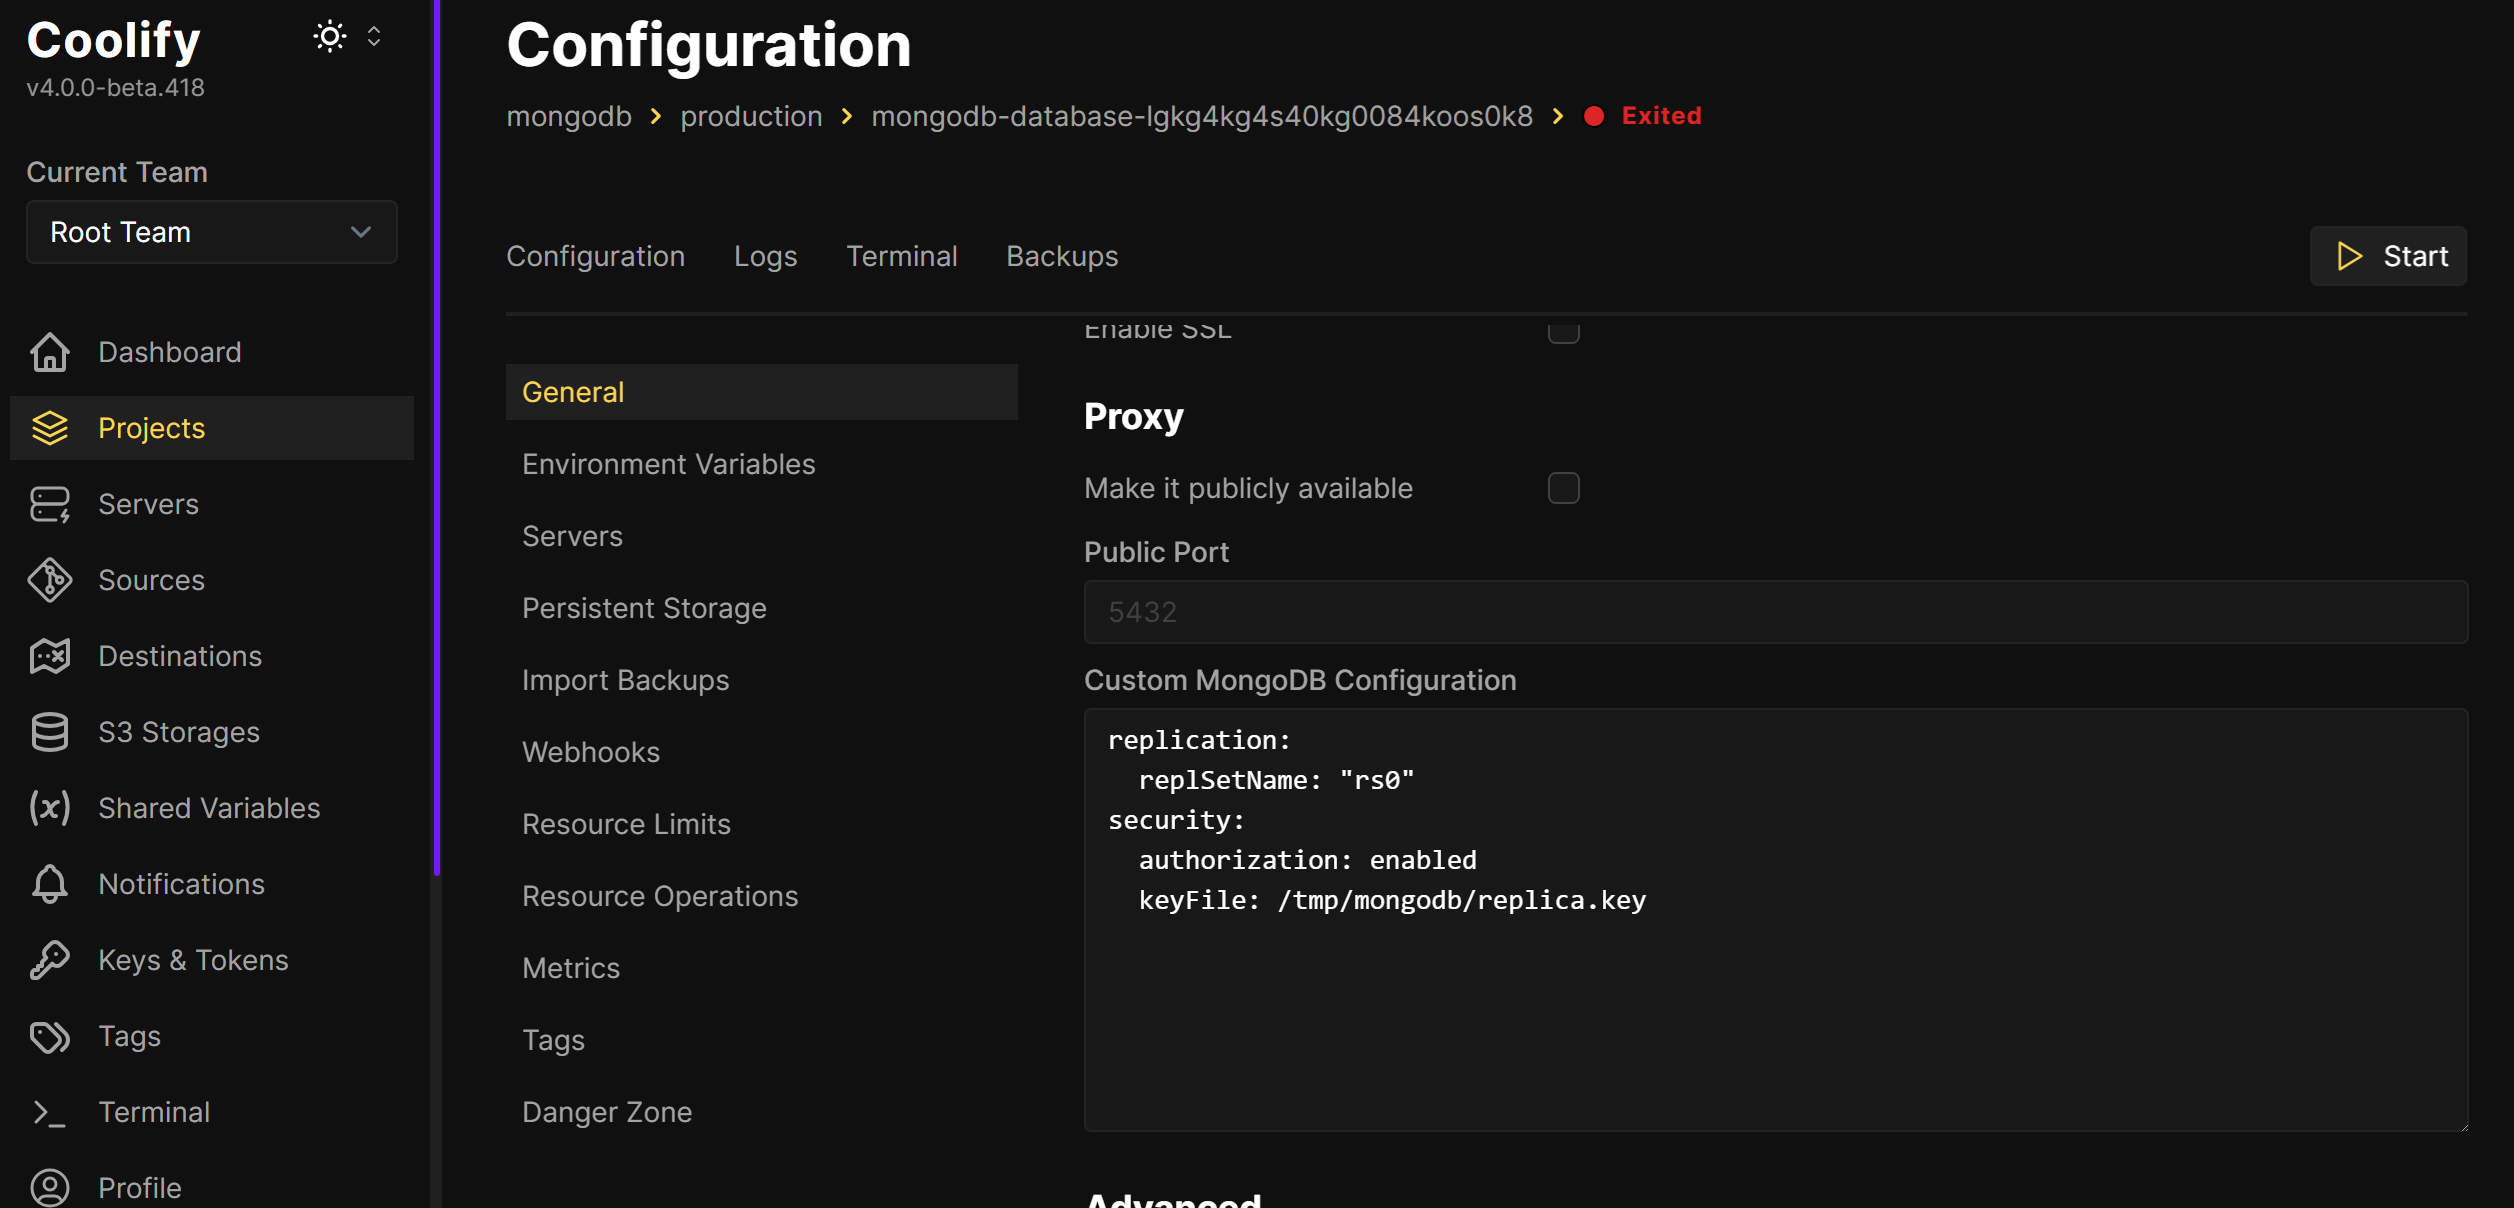 Coolify
v4.0.0-beta.418
Current Team
Root Team
Dashboard
Projects
Servers
Sources
Destinations
S3 Storages
Shared Variables
Notifications
Keys & Tokens
Tags
Terminal
Profile
Configuration
mongodb > production > mongodb-database-lgkg4kg4s40kg0084koos0k8 > Exited
Configuration Logs Terminal Backups
Start
General
Environment Variables
Servers
Persistent Storage
Import Backups
Webhooks
Resource Limits
Resource Operations
Metrics
Tags
Danger Zone
Enable SSL
Proxy
Make it publicly available
Public Port
5432
Custom MongoDB Configuration
replication:
  replSetName: "rs0"
security:
  authorization: enabled
  keyFile: /tmp/mongodb/replica.key
Advanced